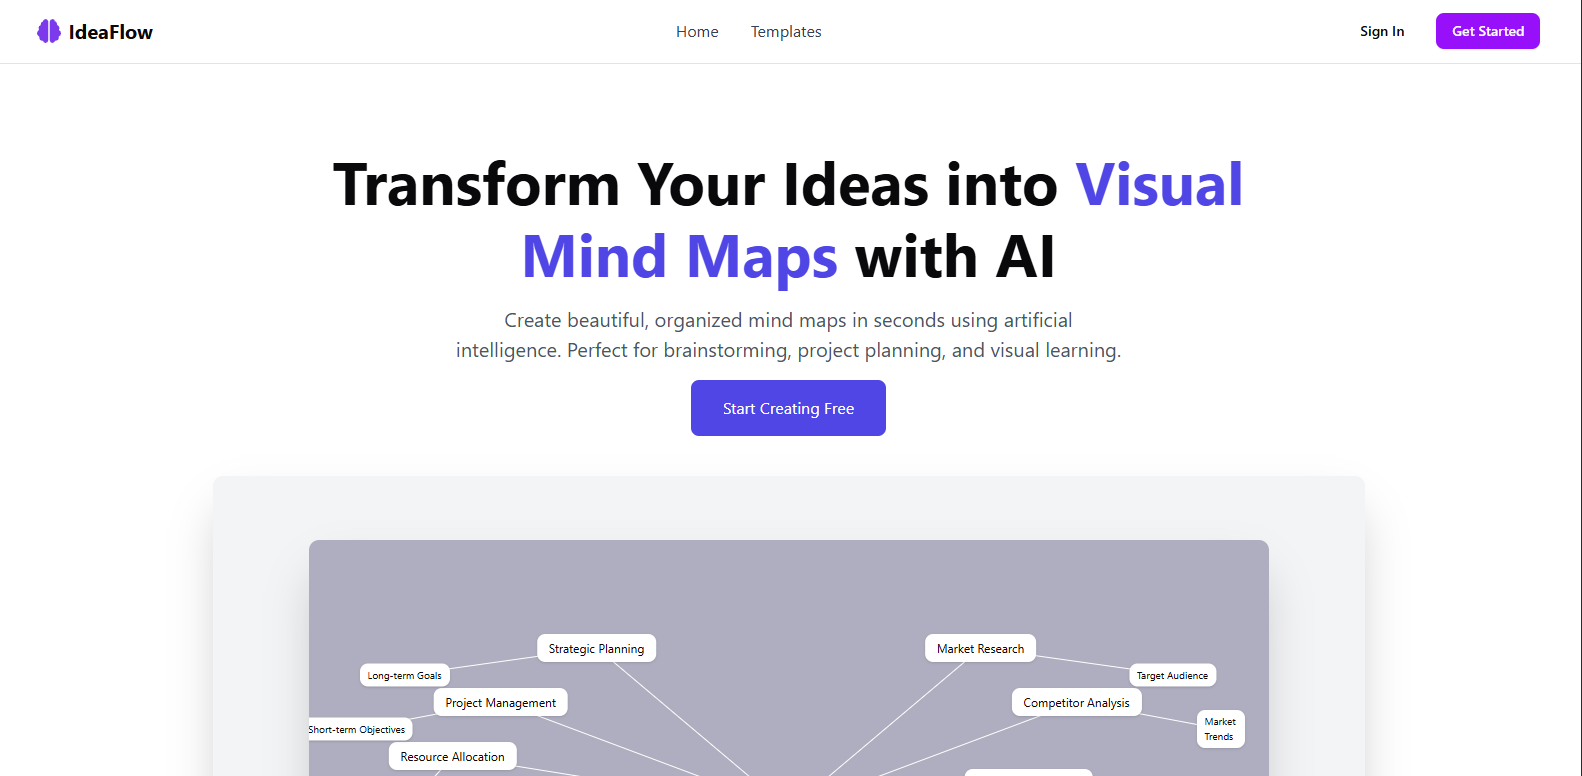 IdeaFlow
Home
Templates
Sign In
Get Started
Transform Your Ideas into Visual
Mind Maps with AI
Create beautiful, organized mind maps in seconds using artificial
intelligence. Perfect for brainstorming, project planning, and visual learning.
Start Creating Free
Strategic Planning
Market Research
Long-term Goals
Target Audience
Project Management
Competitor Analysis
Short-term Objectives
Market
Trends
Resource Allocation